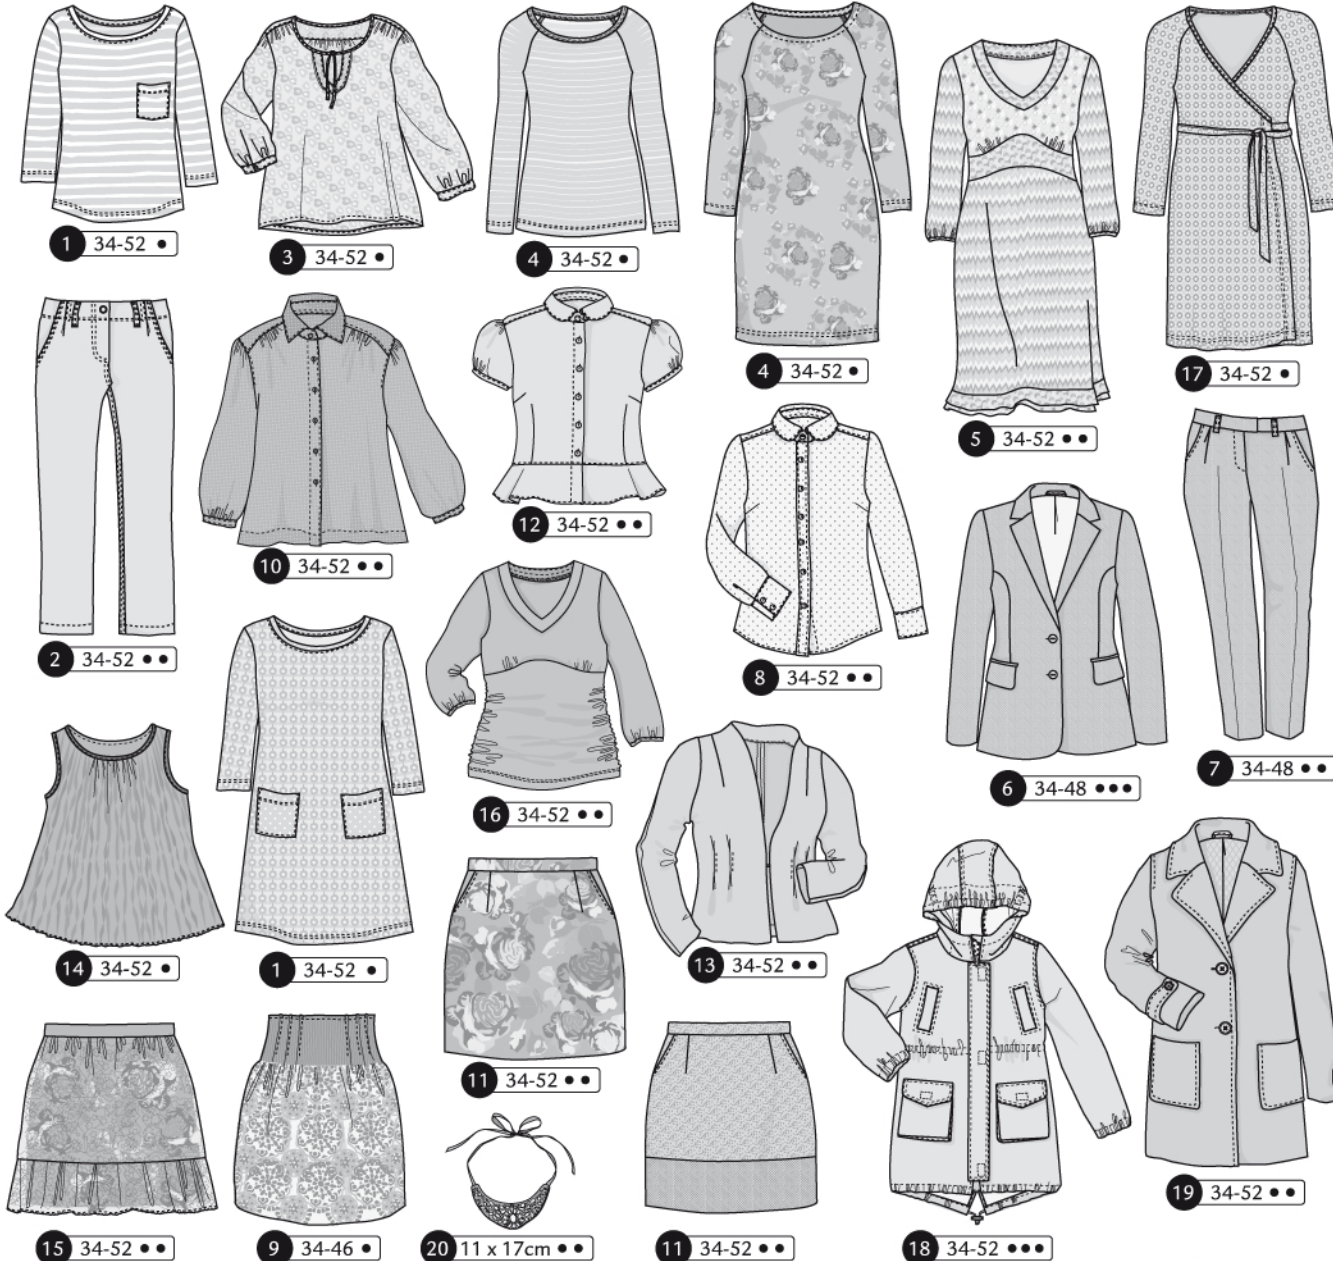 1 34-52 •
3 34-52 •
4 34-52 •
4 34-52 •
5 34-52 ••
17 34-52 •
2 34-52 ••
10 34-52 ••
12 34-52 ••
8 34-52 ••
6 34-48 •••
7 34-48 ••
14 34-52 •
1 34-52 •
16 34-52 ••
13 34-52 ••
11 34-52 ••
15 34-52 ••
9 34-46 •
20 11 x 17cm ••
11 34-52 ••
18 34-52 •••
19 34-52 ••